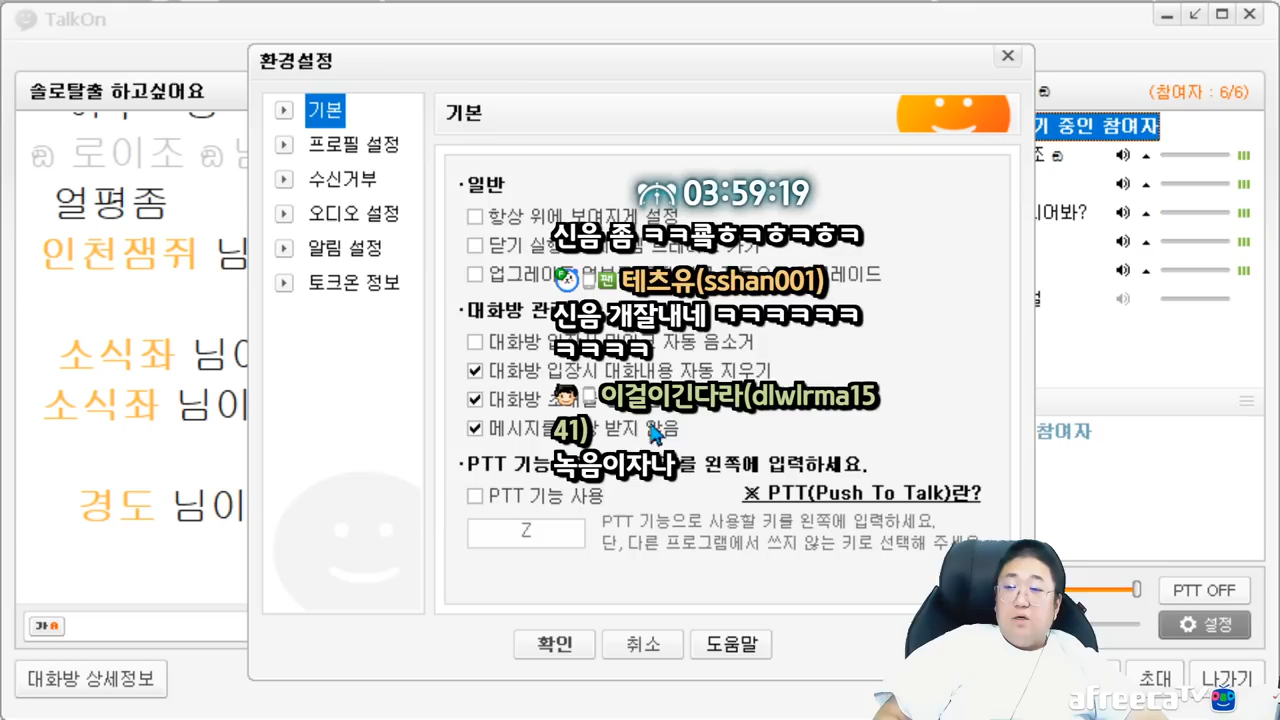 TalkOn
솔로탈출 하고싶어요
ฅ 로이조 ฅ
얼평좀
인천잼쥐 님
소식좌 님이
소식좌 님이
경도 님이
가
대화방 상세정보
환경설정
기본
프로필 설정
수신거부
오디오 설정
알림 설정
토크온 정보
기본
·일반
항상 위에 보여지게 설정
닫기
업그레이드
03:59:19
신음 좀 ㅋㅋ쿀ㅎㅋㅎㅋㅎㅋ
팬 테츠유(sshan001)
신음 개잘내네 ㅋㅋㅋㅋㅋㅋㅋ
ㅋㅋㅋㅋ
이걸이긴다라(dlwlrma15
41)
녹음이자나
·대화방 관
대화방 자동 음소거
대화방 입장시 대화내용 자동 지우기
대화방
메시지를 받지 않음
·PTT 기능 를 왼쪽에 입력하세요.
PTT 기능 사용
※ PTT(Push To Talk)란?
Z
PTT 기능으로 사용할 키를 왼쪽에 입력하세요.
단, 다른 프로그램에서 쓰지 않는 키로 선택해 주세요
확인
취소
도움말
(참여자 : 6/6)
기 중인 참여자
조 ฅ
어봐?
참여자
PTT OFF
설정
초대
나가기
afreecaTV